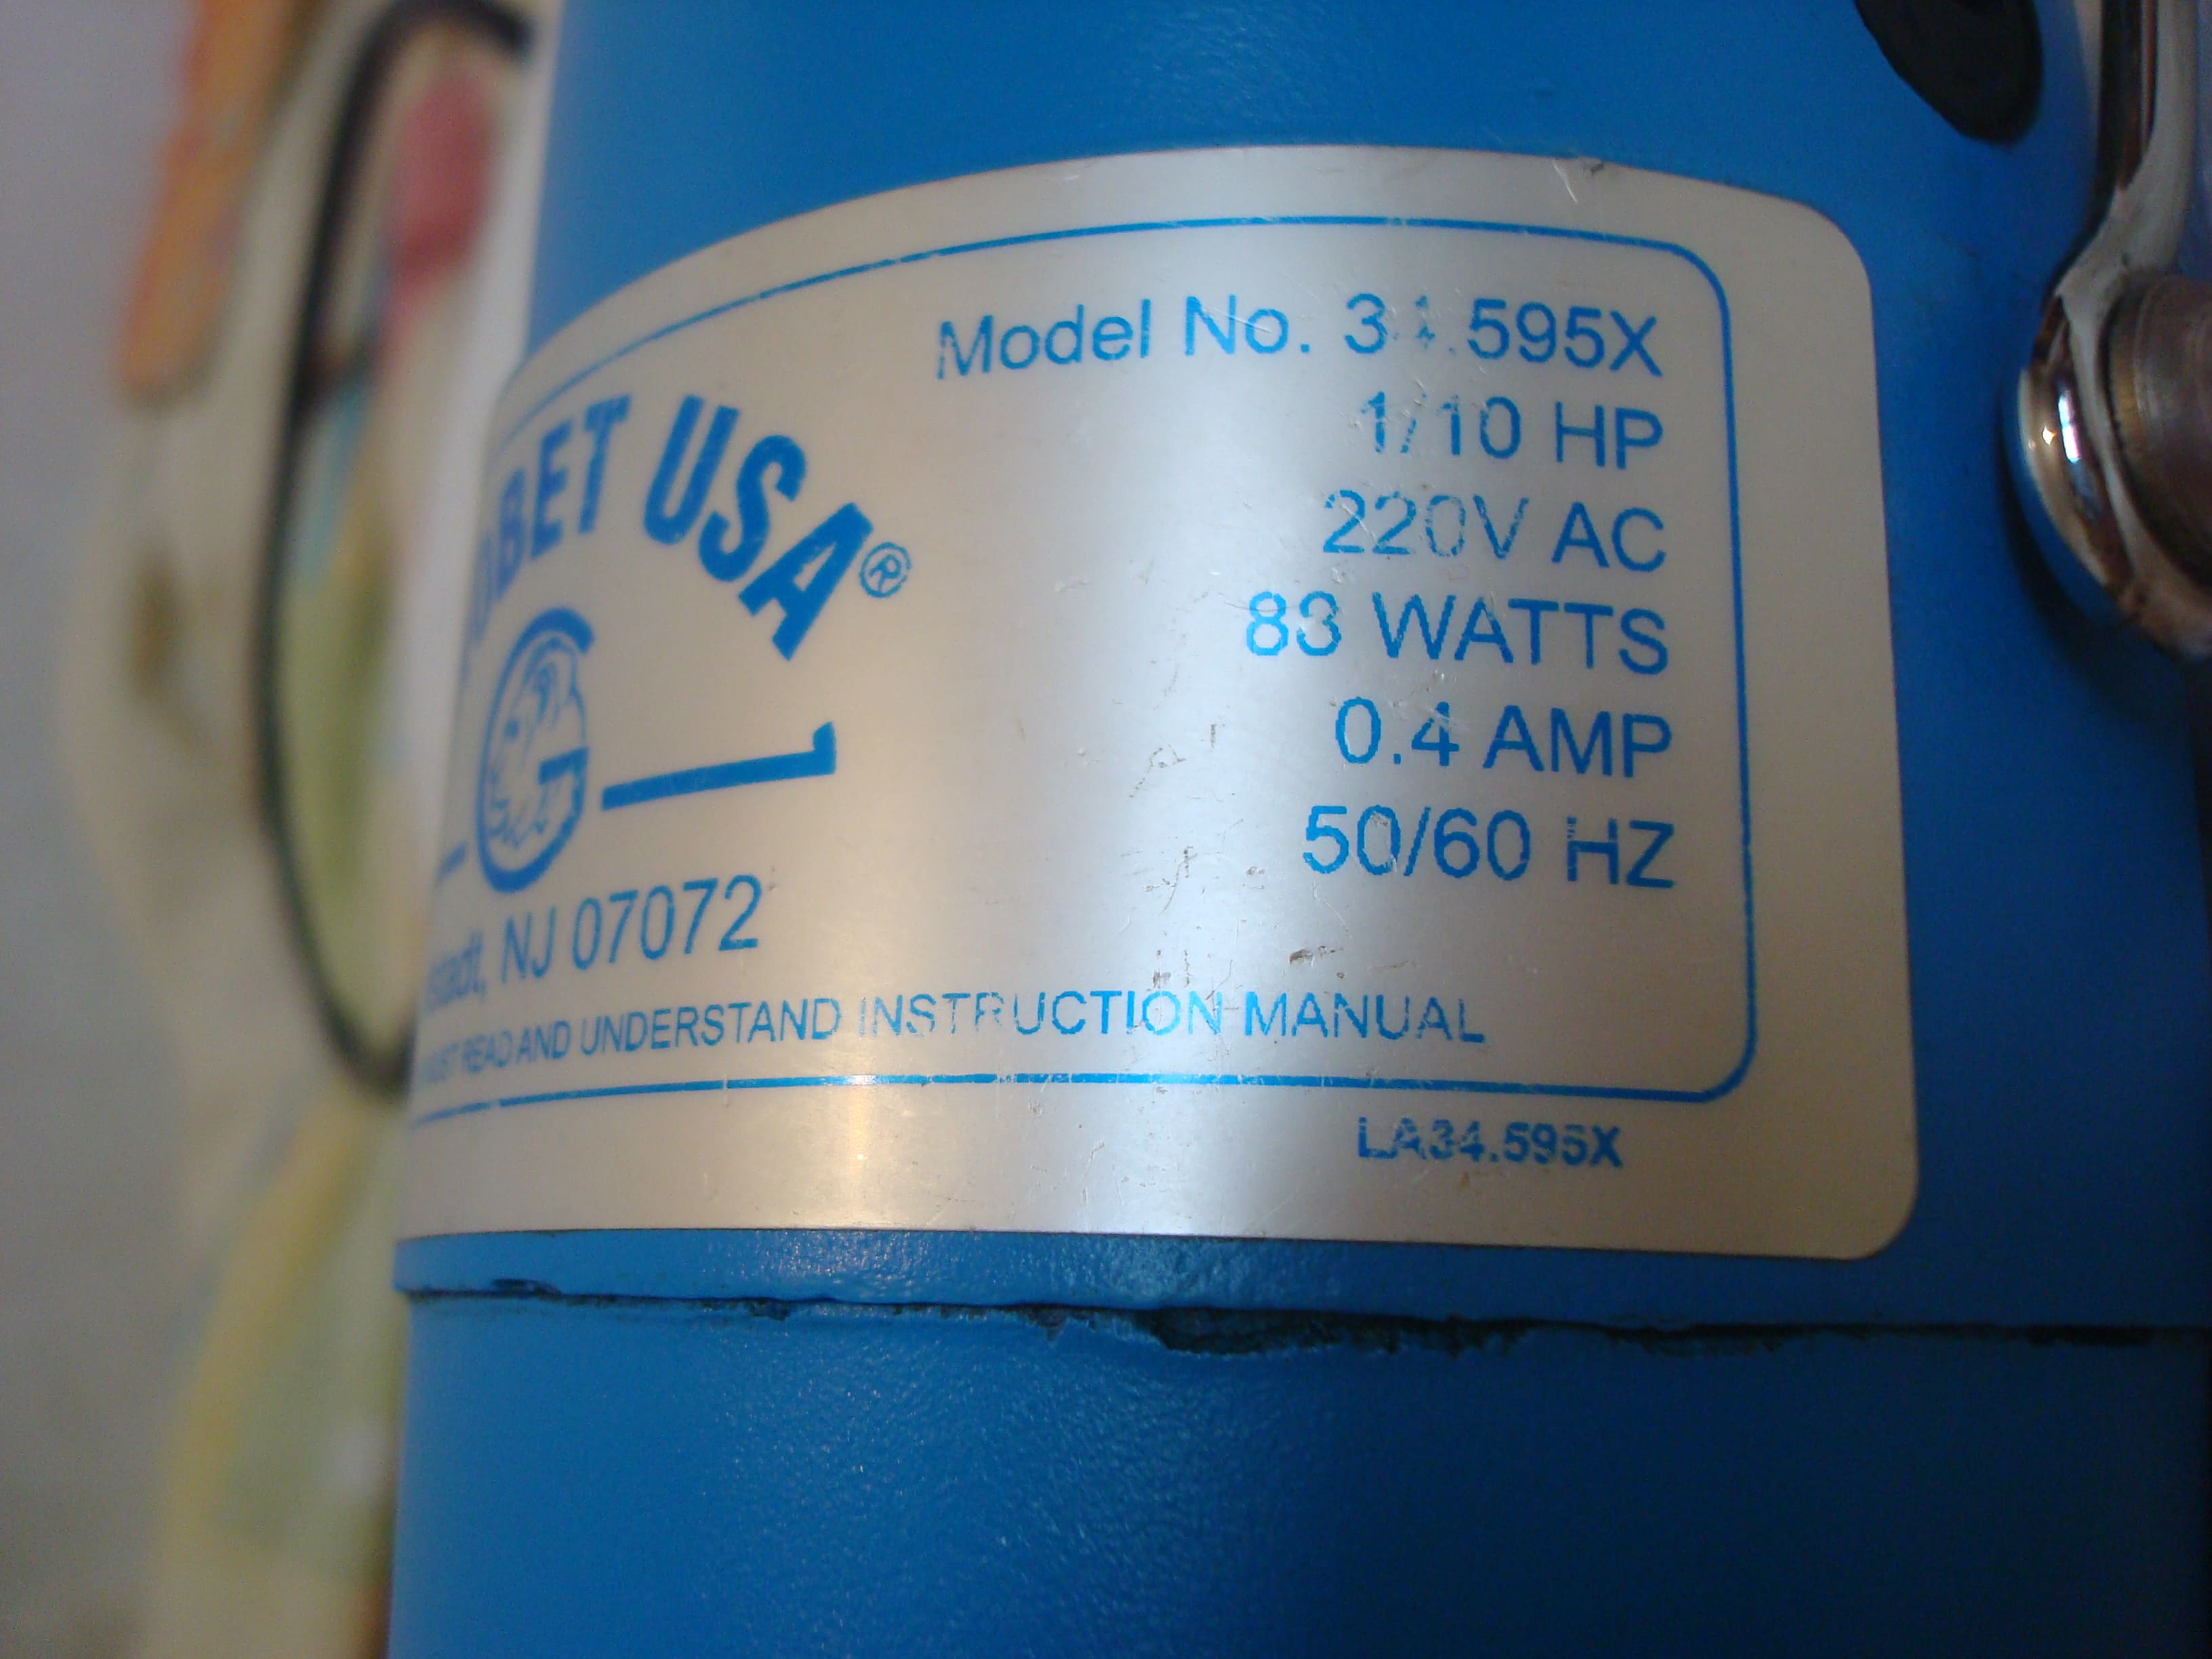 Model No. 34.595X
1/10 HP
220V AC
83 WATTS
0.4 AMP
50/60 HZ
USA®
G
NJ 07072
READ AND UNDERSTAND INSTRUCTION MANUAL
LA34.595X